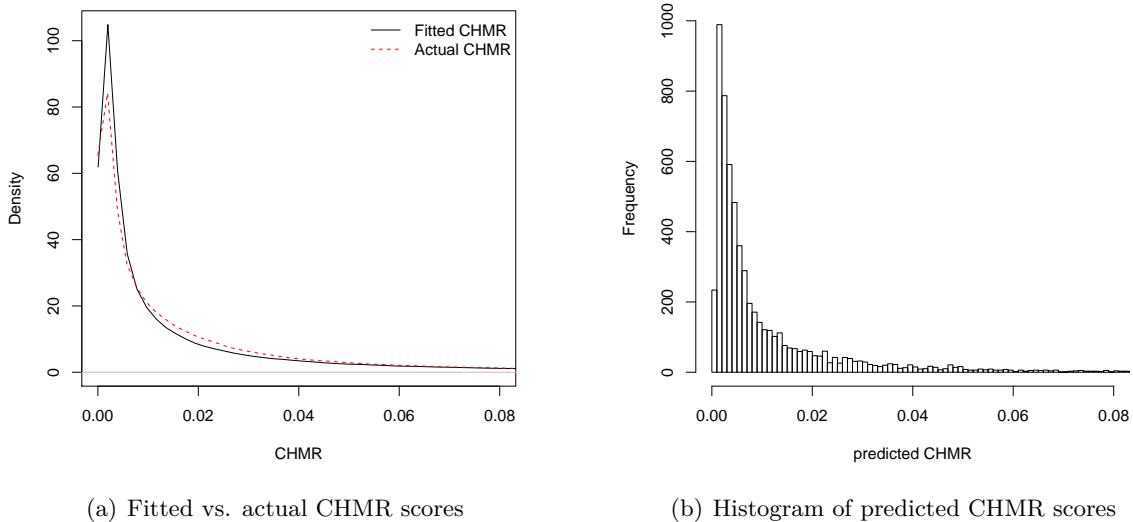 Fitted CHMR
Actual CHMR
Density
0
20
40
60
80
100
0.00 0.02 0.04 0.06 0.08
CHMR
(a) Fitted vs. actual CHMR scores
Frequency
0
200
400
600
800
1000
0.00 0.02 0.04 0.06 0.08
predicted CHMR
(b) Histogram of predicted CHMR scores